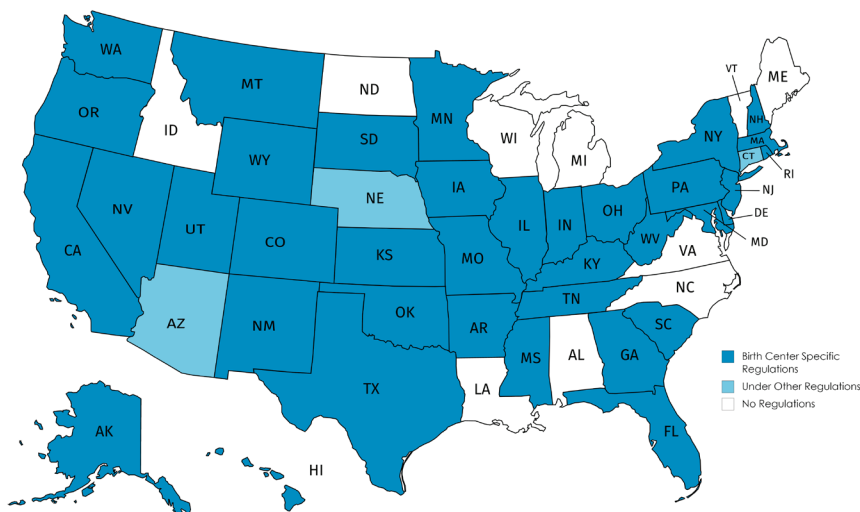 WA
MT
ND
MN
VT
ME
OR
ID
SD
WI
MI
NY
NH
MA
CT
RI
WY
IA
PA
NJ
NE
DE
MD
NV
UT
CO
IL
IN
OH
WV
VA
CA
KS
MO
KY
NC
AZ
NM
OK
AR
TN
SC
MS
AL
GA
TX
LA
FL
AK
HI
Birth Center Specific
Regulations
Under Other Regulations
No Regulations